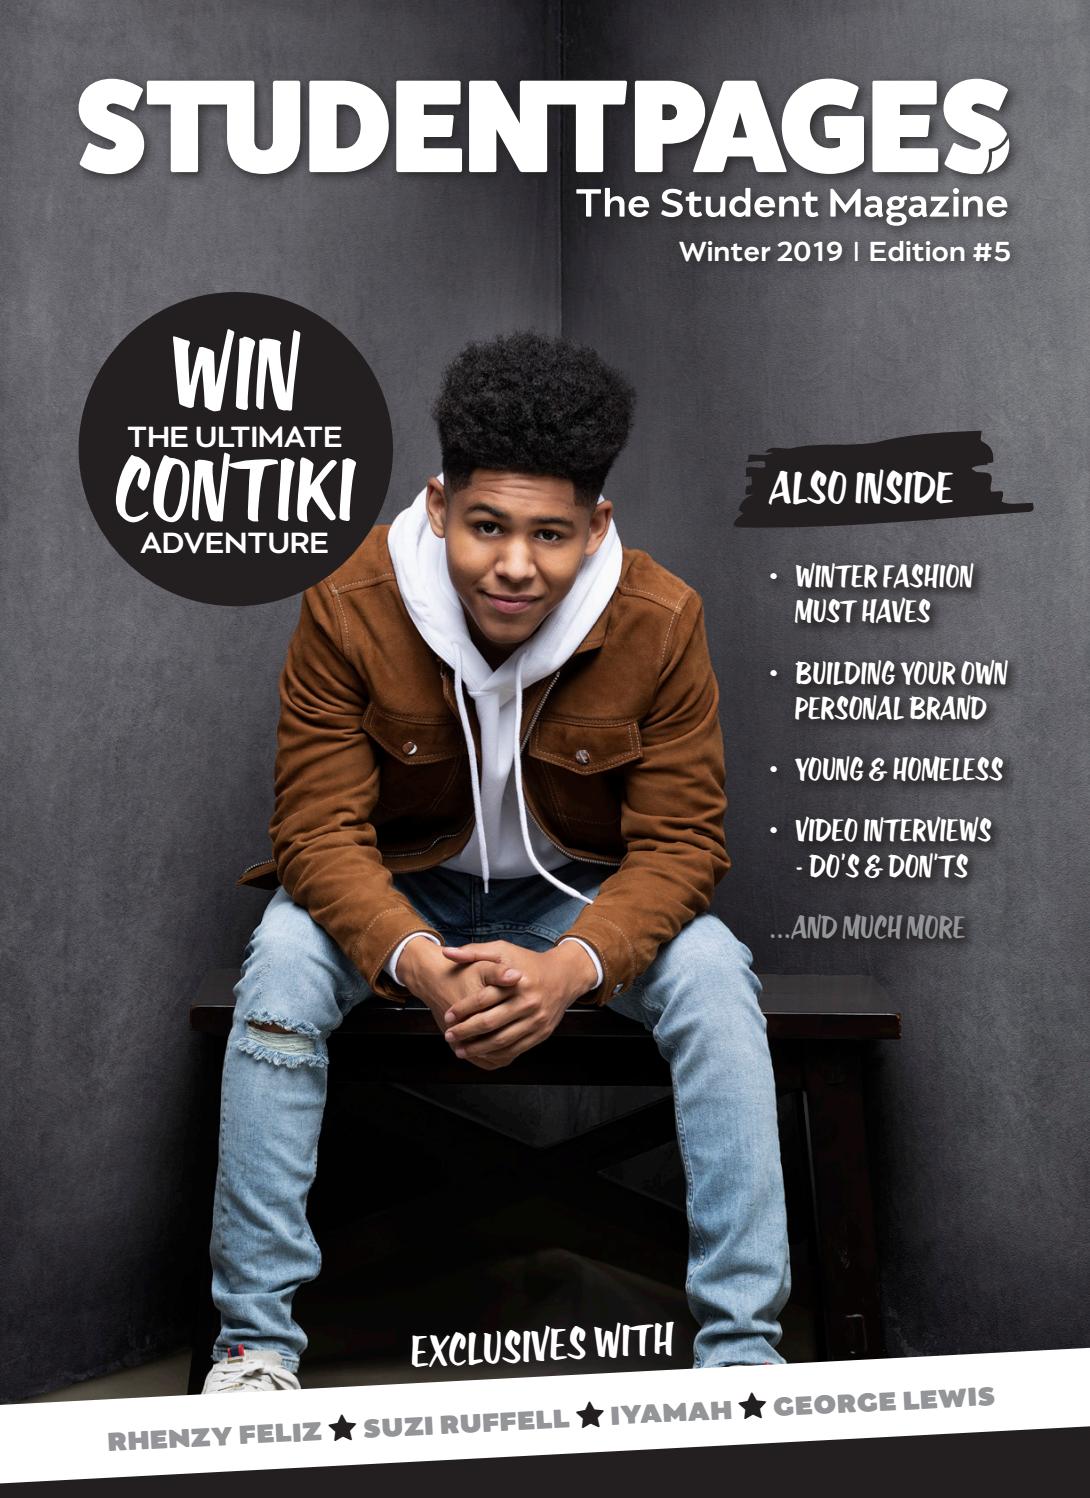 STUDENTPAGES
The Student Magazine
Winter 2019 | Edition #5
WIN
THE ULTIMATE
CONTIKI
ADVENTURE
ALSO INSIDE
• WINTER FASHION
MUST HAVES
• BUILDING YOUR OWN
PERSONAL BRAND
• YOUNG & HOMELESS
• VIDEO INTERVIEWS
- DO'S & DON'TS
...AND MUCH MORE
EXCLUSIVES WITH
RHENZY FELIZ ★ SUZI RUFFELL ★ IYAMAH ★ GEORGE LEWIS